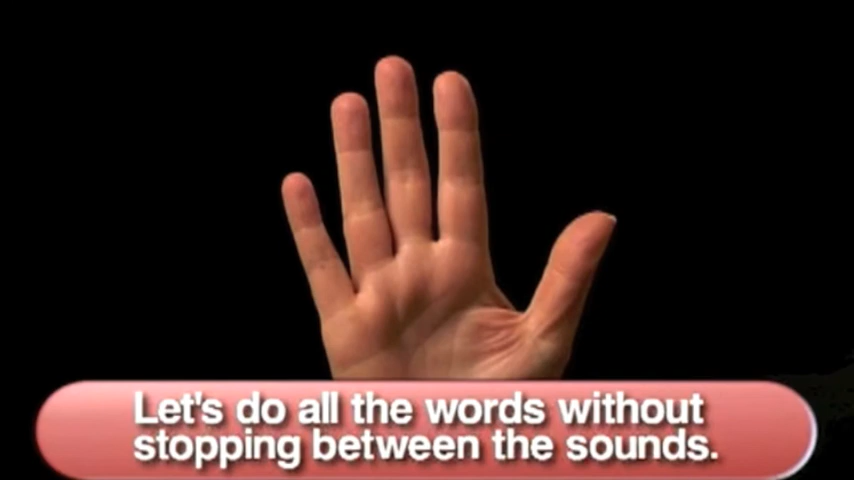 Let's do all the words without
stopping between the sounds.